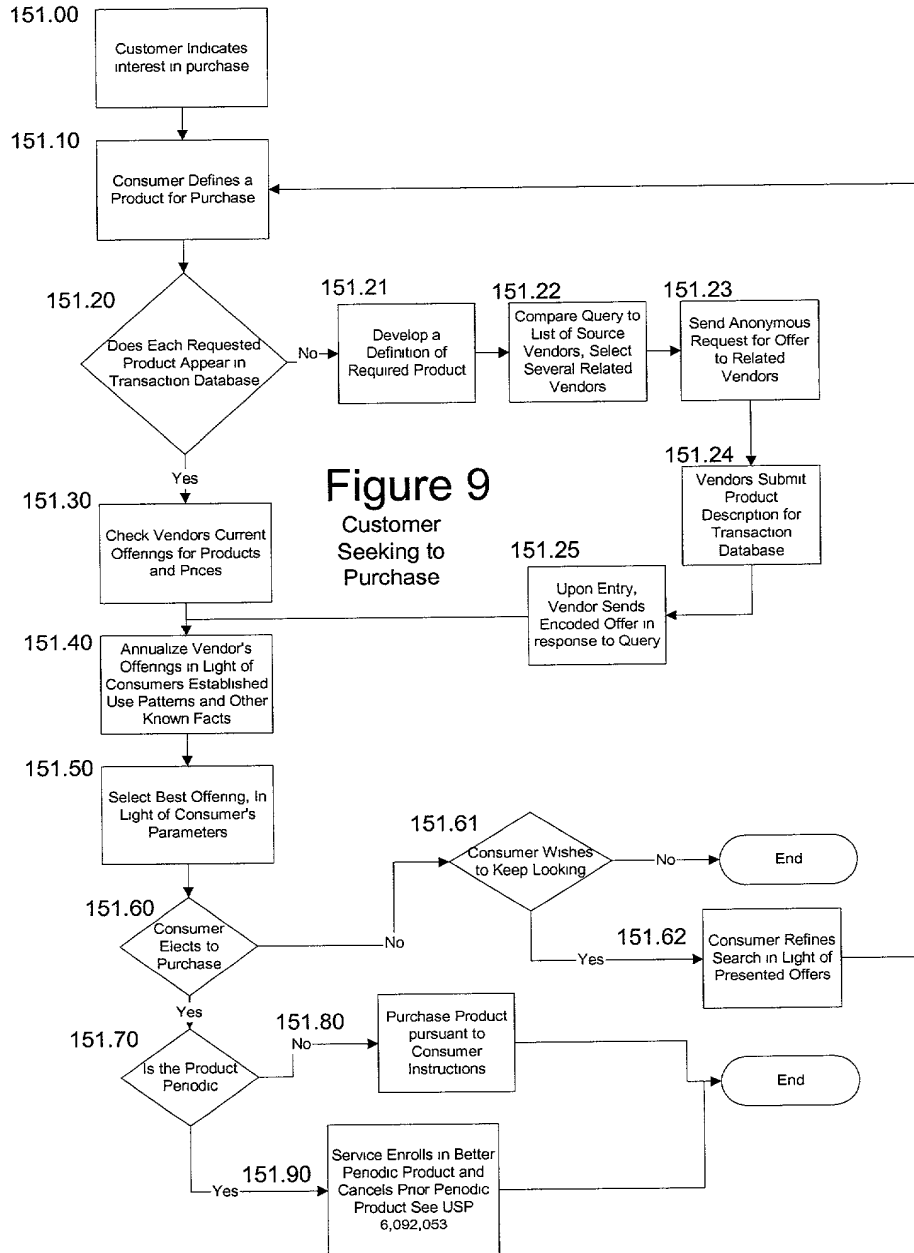 151.00
Customer Indicates
interest in purchase
151.10
Consumer Defines a
Product for Purchase
151.20
Does Each Requested
Product Appear in
Transaction Database
No
151.21
Develop a
Definition of
Required Product
151.22
Compare Query to
List of Source
Vendors, Select
Several Related
Vendors
151.23
Send Anonymous
Request for Offer
to Related
Vendors
151.24
Vendors Submit
Product
Description for
Transaction
Database
151.25
Upon Entry,
Vendor Sends
Encoded Offer in
response to Query
Figure 9
Customer
Seeking to
Purchase
Yes
151.30
Check Vendors Current
Offerings for Products
and Prices
151.40
Annualize Vendor's
Offerings in Light of
Consumers Established
Use Patterns and Other
Known Facts
151.50
Select Best Offering, In
Light of Consumer's
Parameters
151.60
Consumer
Elects to
Purchase
No
151.61
Consumer Wishes
to Keep Looking
No
End
Yes
151.62
Consumer Refines
Search in Light of
Presented Offers
Yes
151.70
Is the Product
Periodic
No
151.80
Purchase Product
pursuant to
Consumer
Instructions
End
Yes
151.90
Service Enrolls in Better
Periodic Product and
Cancels Prior Periodic
Product See USP
6,092,053